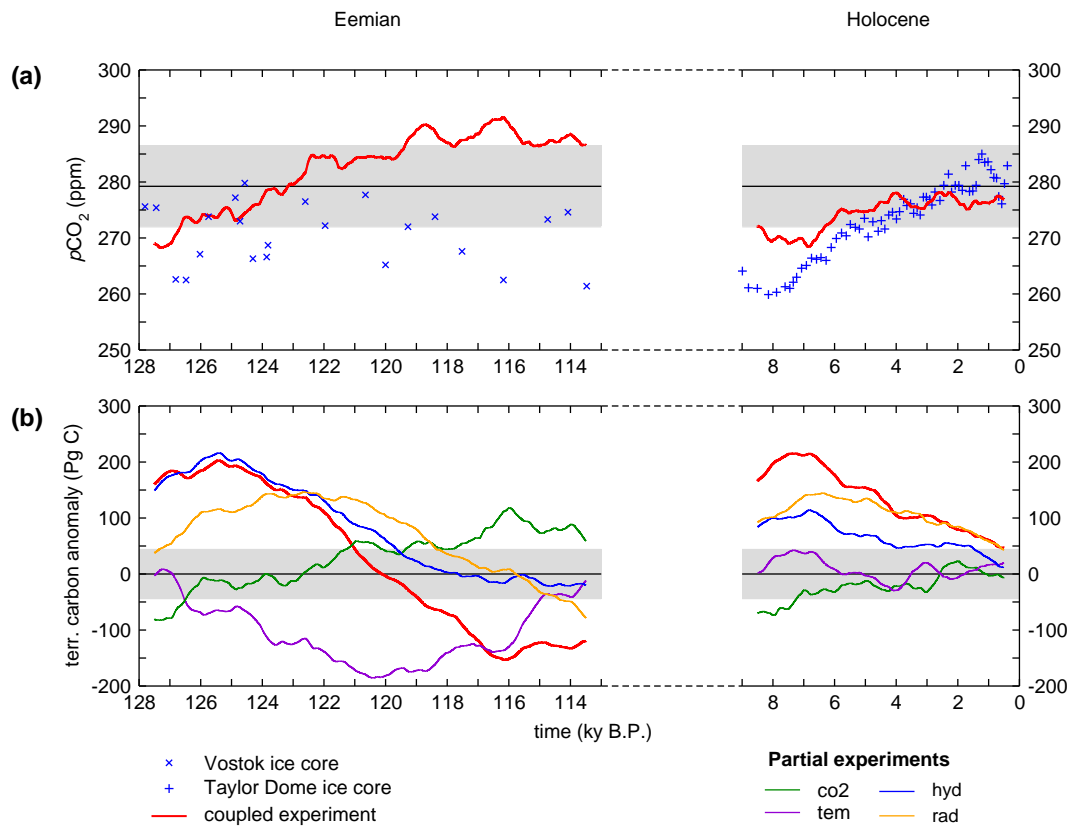 Eemian Holocene
(a)
300 300
290 290
280 280
270 270
260 260
250 250
pCO2 (ppm)
128 126 124 122 120 118 116 114 8 6 4 2 0
(b)
300 300
200 200
100 100
0 0
-100 -100
-200 -200
terr. carbon anomaly (Pg C)
128 126 124 122 120 118 116 114 8 6 4 2 0
time (ky B.P.)
Vostok ice core
Taylor Dome ice core
coupled experiment
Partial experiments
co2 hyd
tem rad